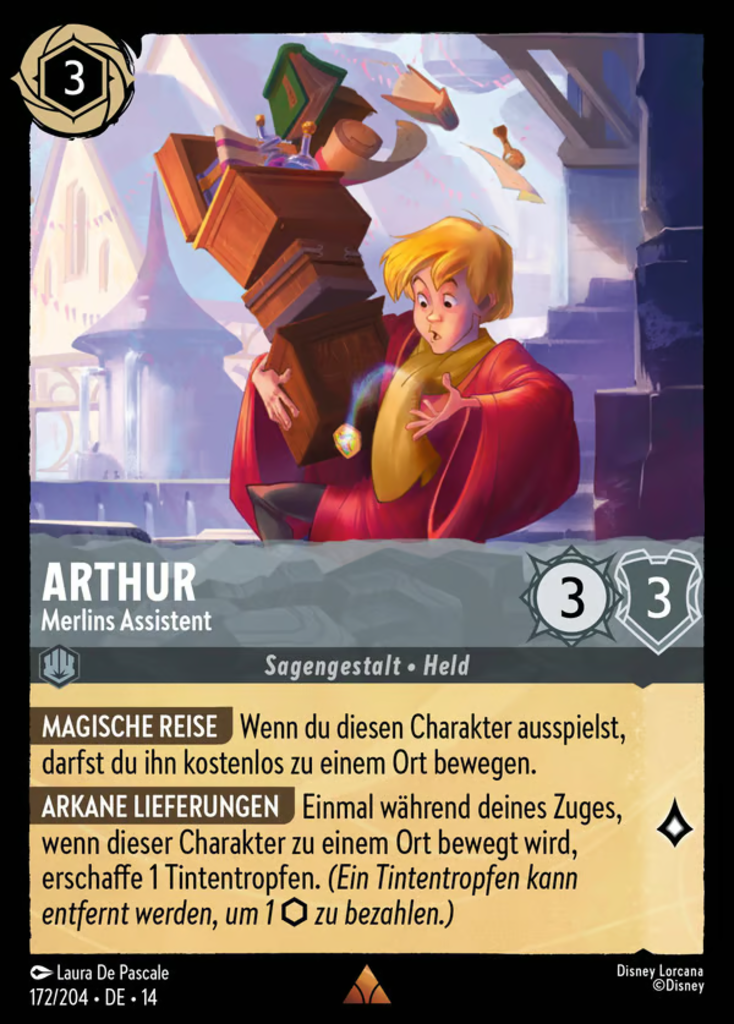 3
ARTHUR
Merlins Assistent
3
3
Sagengestalt • Held
MAGISCHE REISE Wenn du diesen Charakter ausspielst,
darfst du ihn kostenlos zu einem Ort bewegen.
ARKANE LIEFERUNGEN Einmal während deines Zuges,
wenn dieser Charakter zu einem Ort bewegt wird,
erschaffe 1 Tintentropfen. (Ein Tintentropfen kann
entfernt werden, um 1 ⬡ zu bezahlen.)
Laura De Pascale
172/204 • DE • 14
Disney Lorcana
©Disney